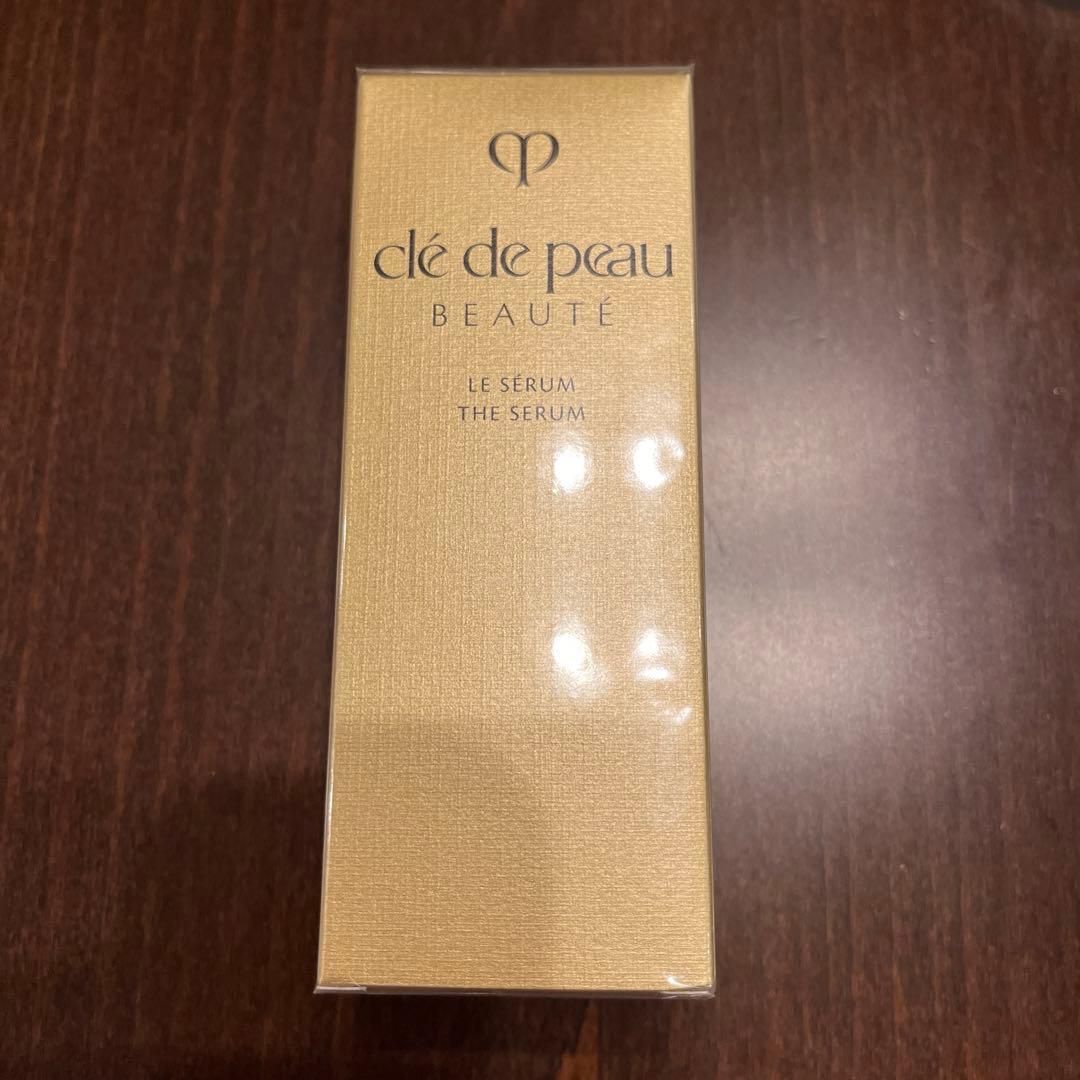 clé de peau
BEAUTÉ
LE SÉRUM
THE SERUM